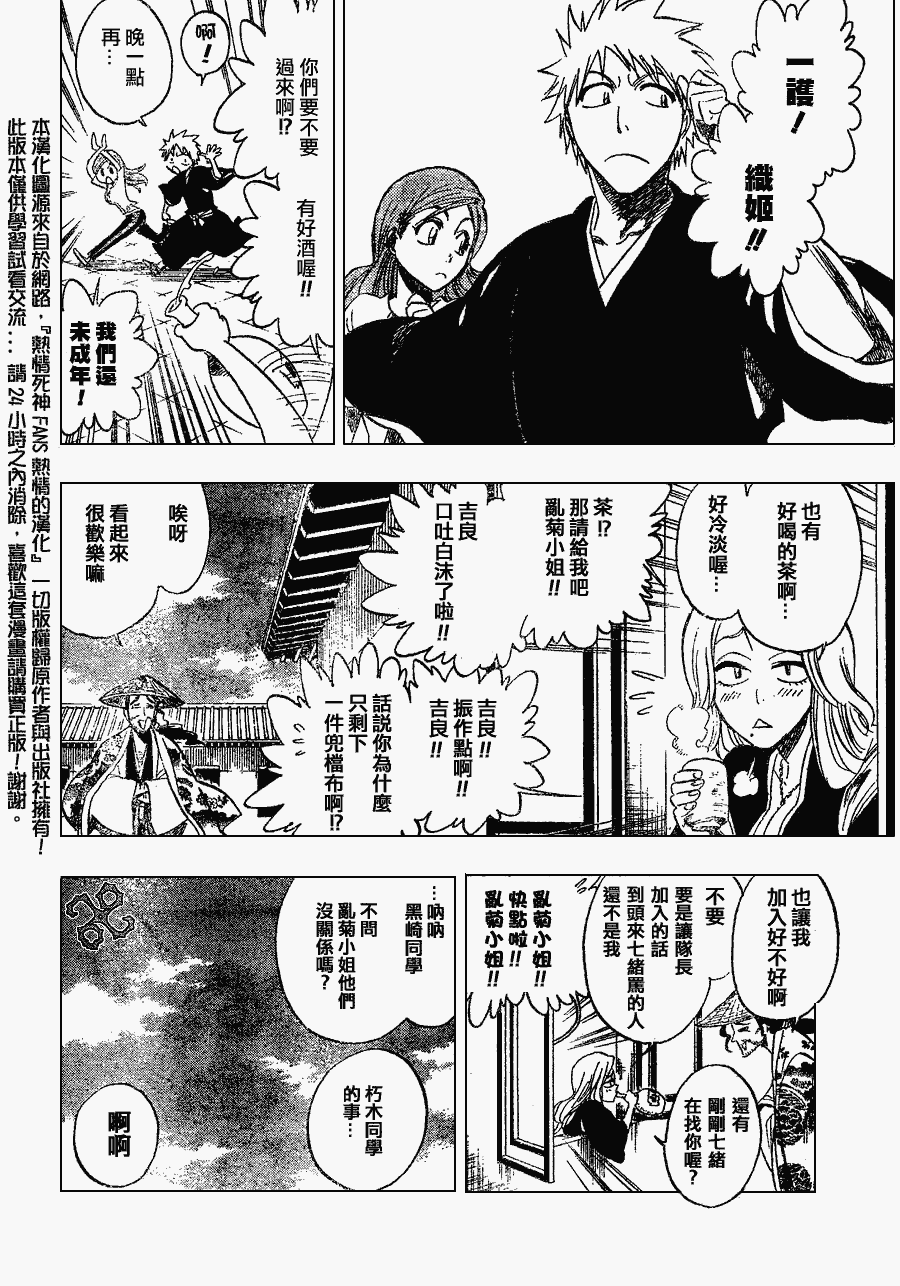 一護！
織姬!!
你們要不要
過來啊!?
有好酒喔!!
啊！
晚一點
再…
我們還
未成年！
也有
好喝的茶啊…
好冷淡喔…
茶!?
那請給我吧
亂菊小姐!!
吉良
口吐白沫了啦!!
吉良!!
振作點啊!!
吉良!!
話說你為什麼
只剩下
一件兜檔布啊!?
唉呀
看起來
很歡樂嘛
也讓我
加入好不好啊
不要
要是讓隊長
加入的話
到頭來七緒罵的人
還不是我
還有
剛剛七緒
在找你喔?
亂菊小姐!!
快點啦!!
亂菊小姐!!
…吶吶
黑崎同學
不問
亂菊小姐他們
沒關係嗎?
朽木同學
的事…
啊啊
本漢化圖源來自於網路，『熱情死神 FANS 熱情的漢化』一切版權歸原作者與出版社擁有！
此版本僅供學習試看交流... 請 24 小時之內消除，喜歡這套漫畫請購買正版！謝謝。